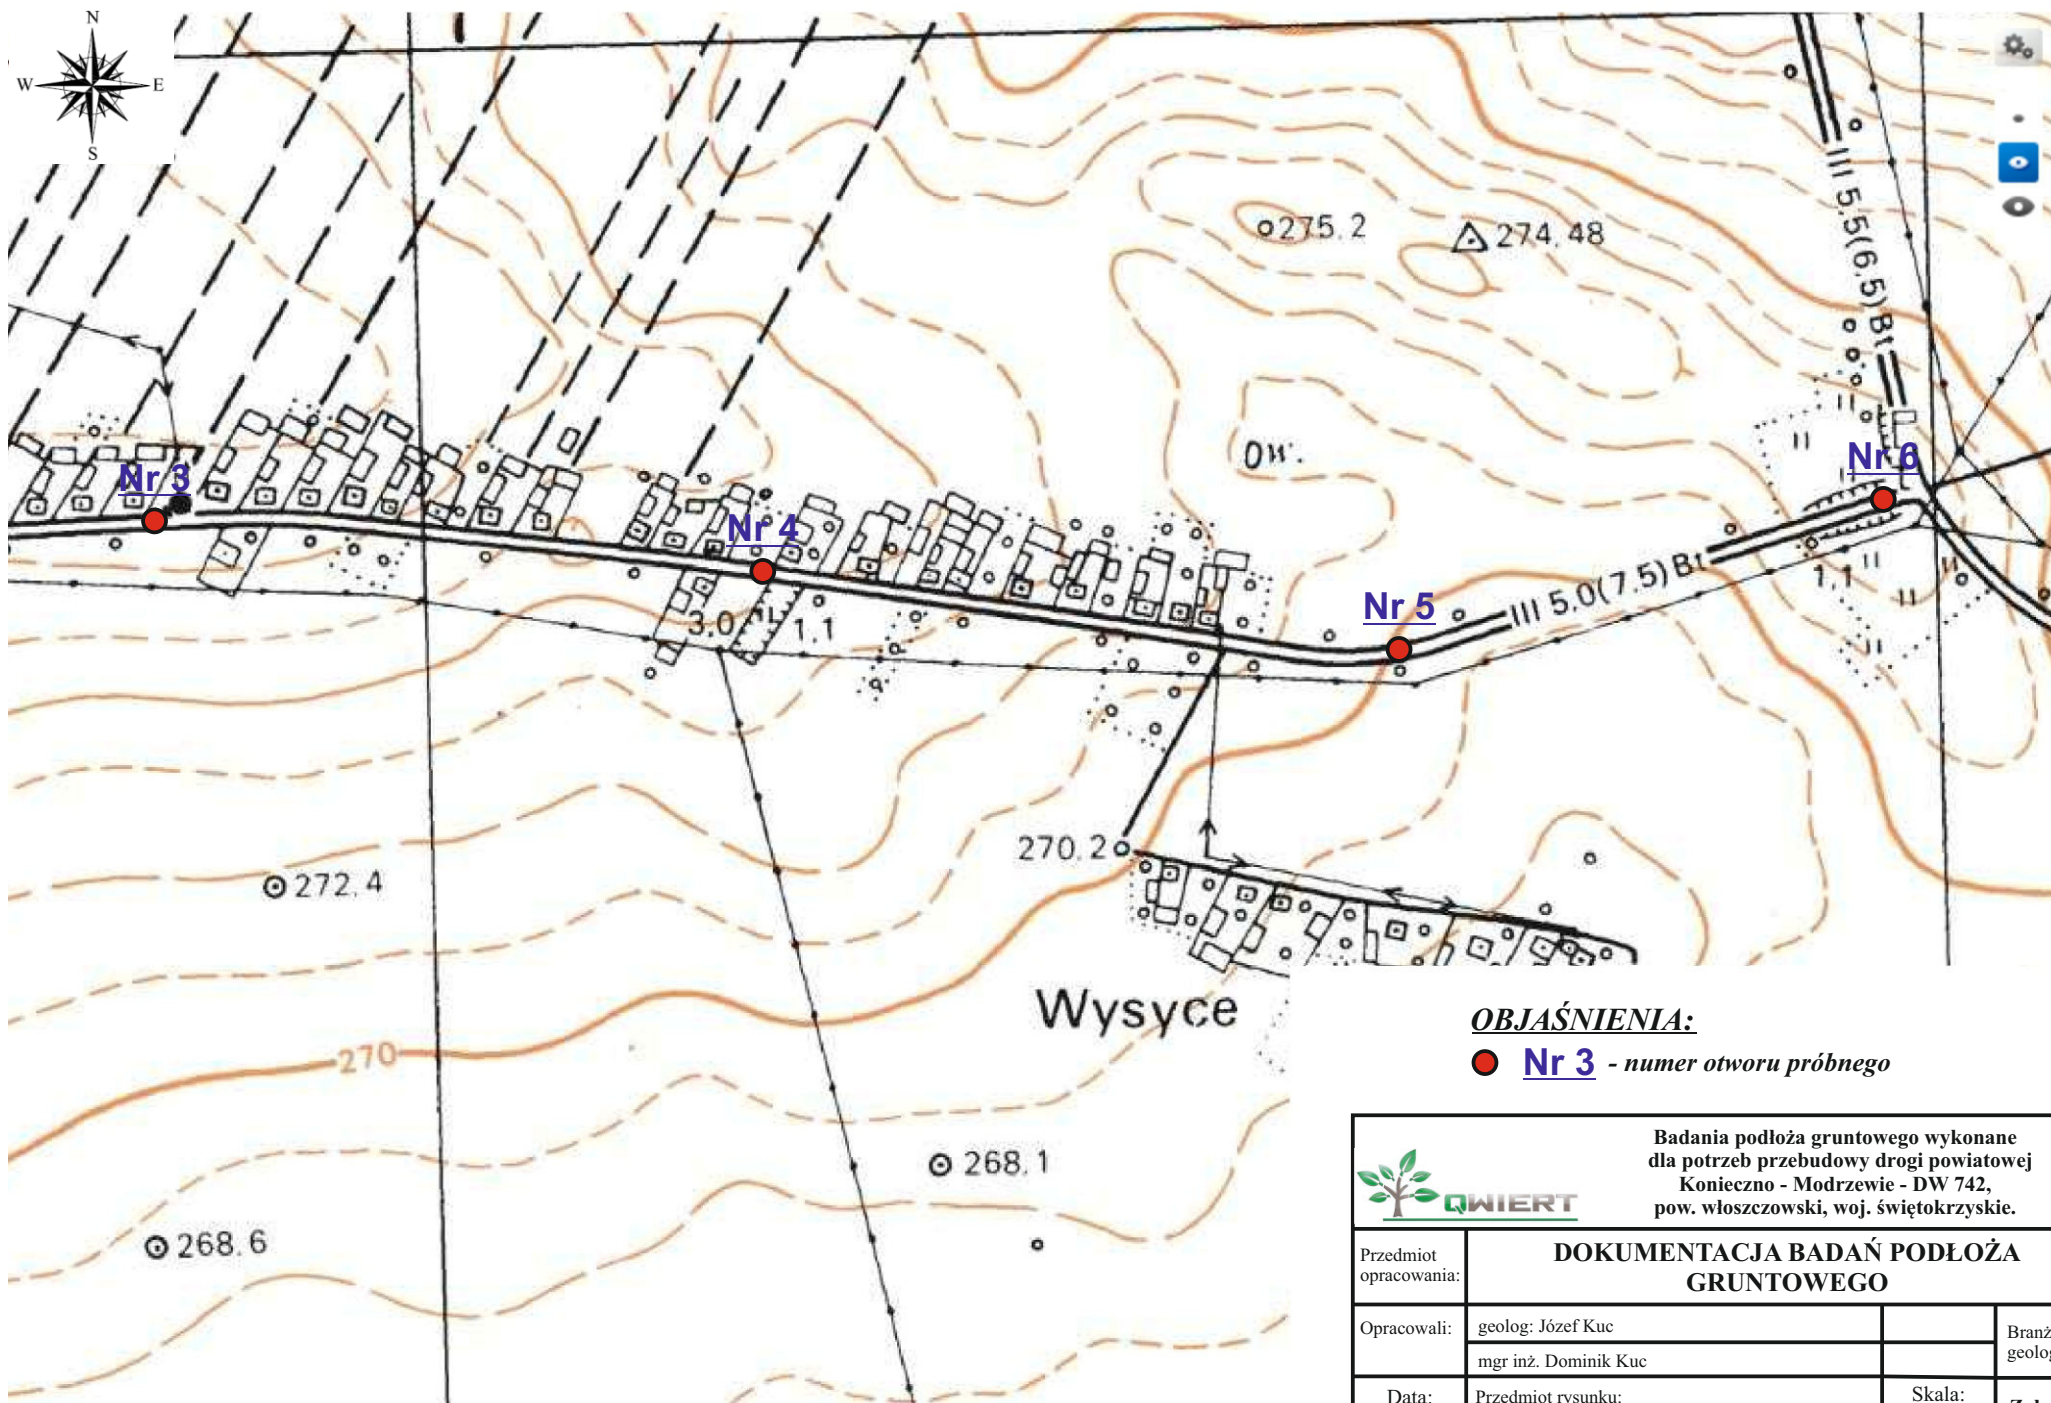 N
W
E
S
275.2
274.48
III 5.5(6.5)Bt
Ow.
Nr 3
Nr 4
Nr 5
Nr 6
3.0
1.1
III 5.0(7.5)Bt
1.1
270.2
272.4
Wysyce
270
268.1
268.6
OBJAŚNIENIA:
Nr 3 - numer otworu próbnego
QWIERT
Badania podłoża gruntowego wykonane
dla potrzeb przebudowy drogi powiatowej
Konieczno - Modrzewie - DW 742,
pow. włoszczowski, woj. świętokrzyskie.
Przedmiot
opracowania:
DOKUMENTACJA BADAŃ PODŁOŻA
GRUNTOWEGO
Opracowali:
geolog: Józef Kuc
mgr inż. Dominik Kuc
Branż
geolog
Data:
Przedmiot rysunku:
Skala: